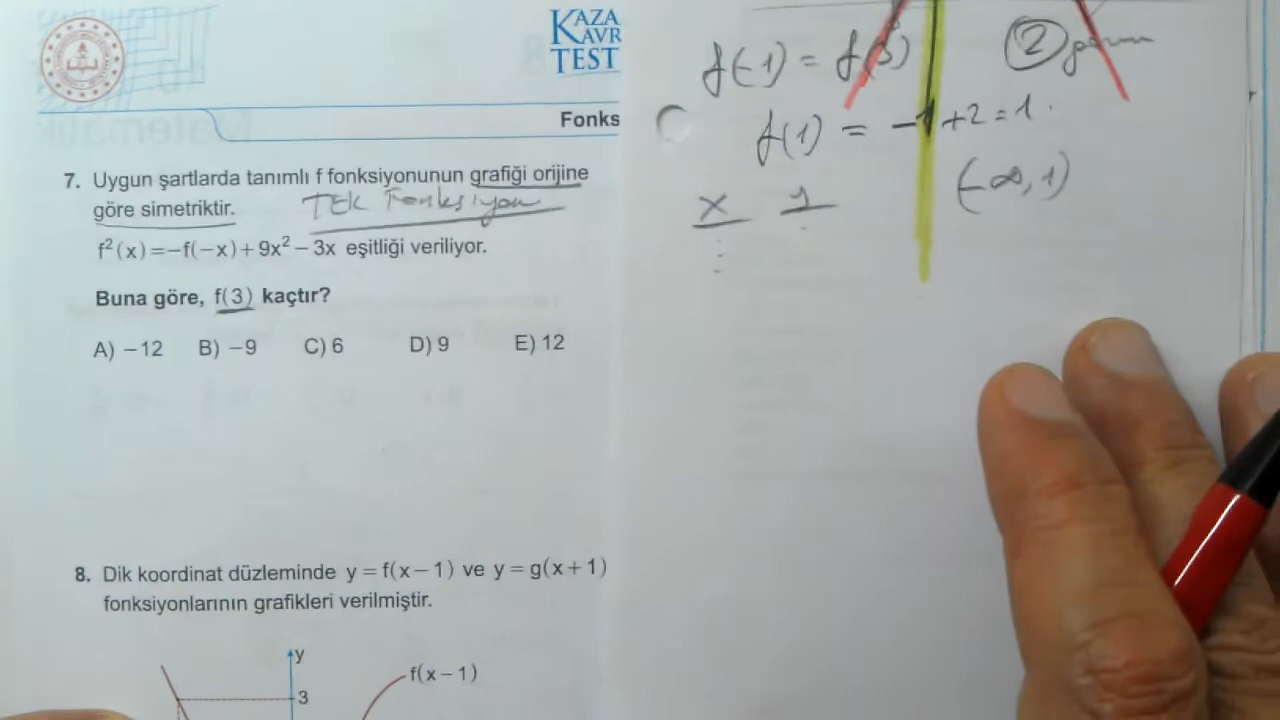 KAZA
KAVR
TEST
Fonks
7. Uygun şartlarda tanımlı f fonksiyonunun grafiği orijine
göre simetriktir. TEK Fonksiyon
f²(x)=−f(−x)+9x²−3x eşitliği veriliyor.
Buna göre, f(3) kaçtır?
A) −12 B) −9 C) 6 D) 9 E) 12
8. Dik koordinat düzleminde y=f(x−1) ve y=g(x+1)
fonksiyonlarının grafikleri verilmiştir.
y
f(x−1)
3
f(-1) = f(3) 2
f(1) = -1+2=1
(-∞,1)
x y